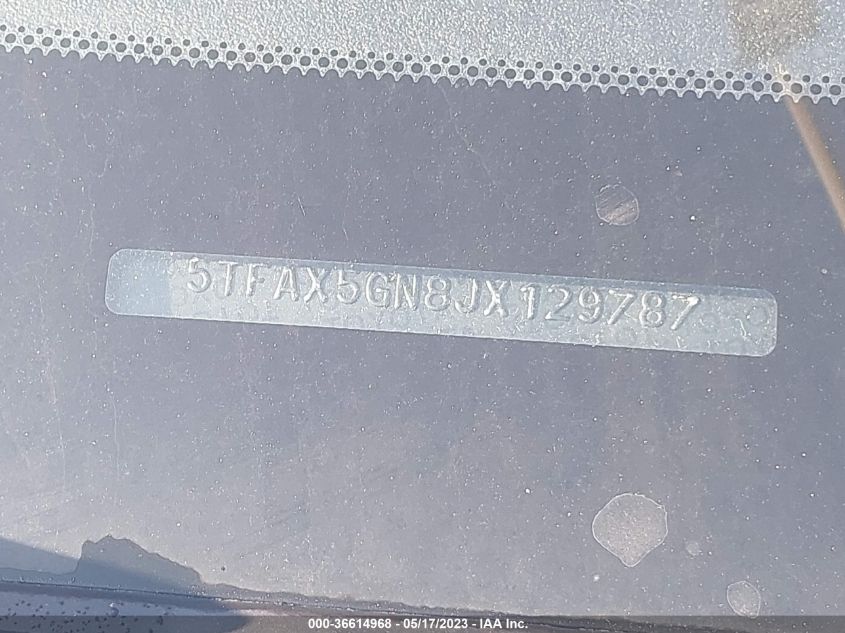 5TFAX5GN8JX129787
000-36614968 - 05/17/2023 - IAA Inc.